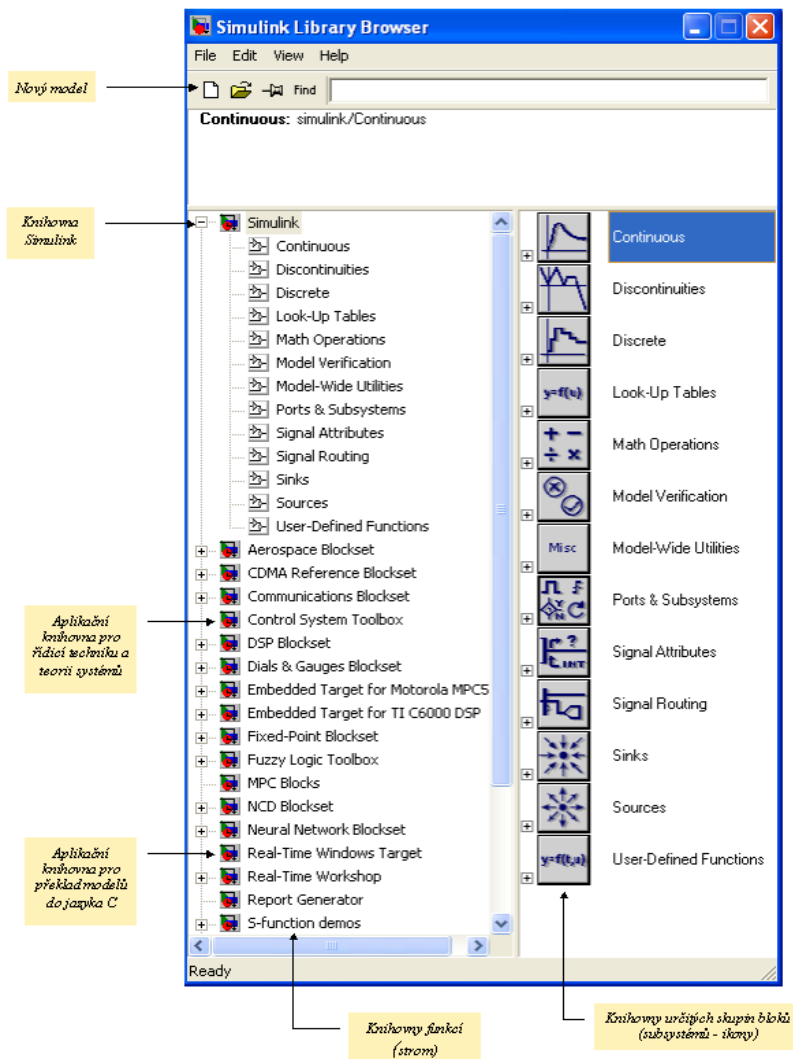 Simulink Library Browser
File Edit View Help
Nový model
Find
Continuous: simulink/Continuous
Knihovna
Simulink
Simulink
Continuous
Discontinuities
Discrete
Look-Up Tables
Math Operations
Model Verification
Model-Wide Utilities
Ports & Subsystems
Signal Attributes
Signal Routing
Sinks
Sources
User-Defined Functions
Aerospace Blockset
CDMA Reference Blockset
Communications Blockset
Control System Toolbox
DSP Blockset
Dials & Gauges Blockset
Embedded Target for Motorola MPC5
Embedded Target for TI C6000 DSP
Fixed-Point Blockset
Fuzzy Logic Toolbox
MPC Blocks
NCD Blockset
Neural Network Blockset
Real-Time Windows Target
Real-Time Workshop
Report Generator
S-function demos
Aplikační
knihovna pro
řídicí techniku a
teorii systémů
Aplikační
knihovna pro
překlad modelů
do jazyka C
Continuous
Discontinuities
Discrete
y=f(u)
Look-Up Tables
Math Operations
Model Verification
Misc
Model-Wide Utilities
Y
N
C
Ports & Subsystems
?
INT
Signal Attributes
Signal Routing
Sinks
Sources
y=f(t,u)
User-Defined Functions
Ready
Knihovny funkcí
(strom)
Knihovny určitých skupin bloků
(subsystémů - ikony)